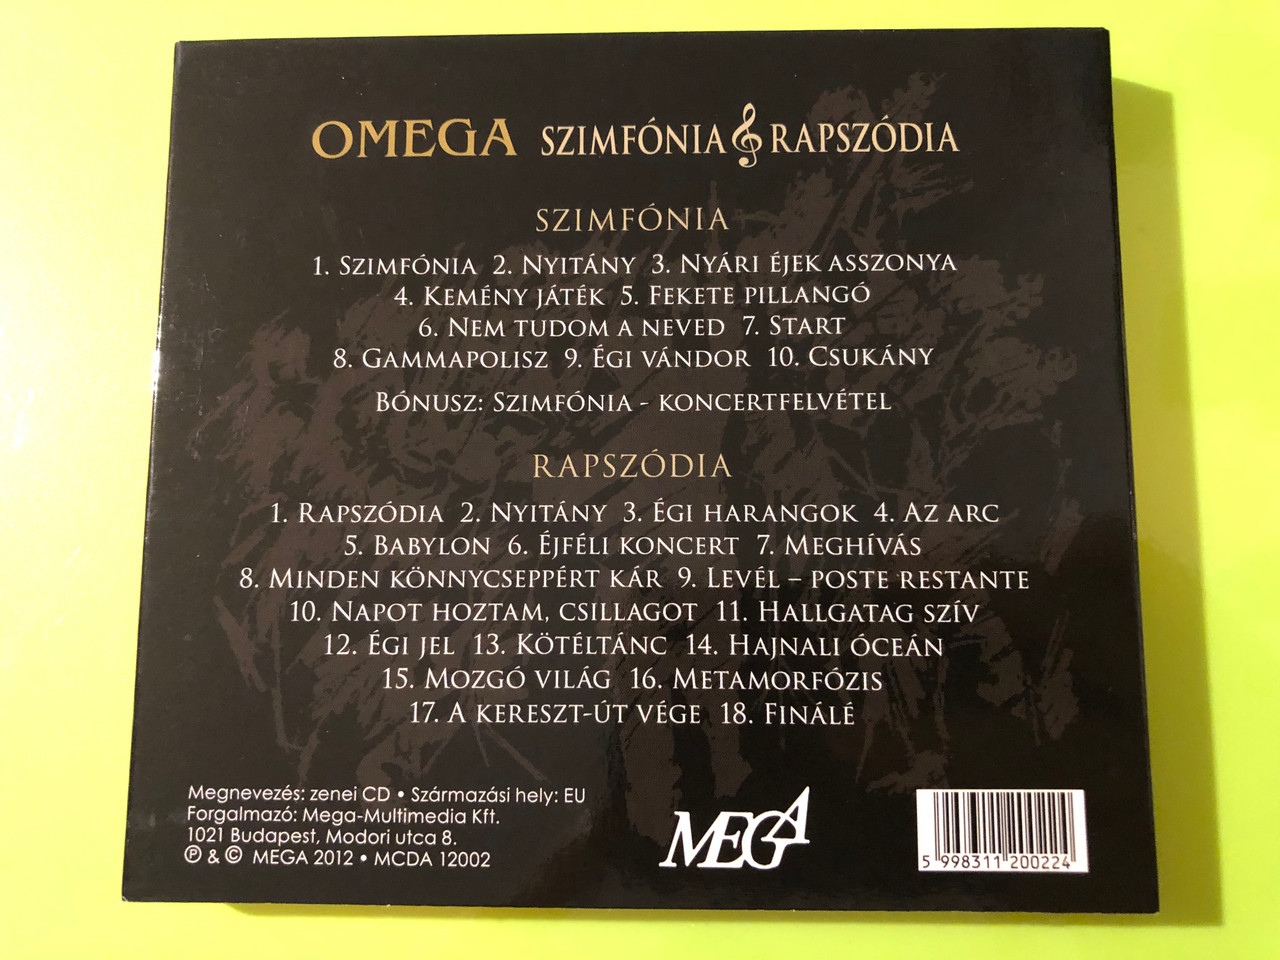 OMEGA SZIMFÓNIA RAPSZÓDIA
SZIMFÓNIA
1. SZIMFÓNIA 2. NYITÁNY 3. NYÁRI ÉJEK ASSZONYA
4. KEMÉNY JÁTÉK 5. FEKETE PILLANGÓ
6. NEM TUDOM A NEVED 7. START
8. GAMMAPOLISZ 9. ÉGI VÁNDOR 10. CSUKÁNY
BÓNUSZ: SZIMFÓNIA - KONCERTFELVÉTEL
RAPSZÓDIA
1. RAPSZÓDIA 2. NYITÁNY 3. ÉGI HARANGOK 4. AZ ARC
5. BABYLON 6. ÉJFÉLI KONCERT 7. MEGHÍVÁS
8. MINDEN KÖNNYCSEPPÉRT KÁR 9. LEVÉL – POSTE RESTANTE
10. NAPOT HOZTAM, CSILLAGOT 11. HALLGATAG SZÍV
12. ÉGI JEL 13. KÖTÉLTÁNC 14. HAJNALI ÓCEÁN
15. MOZGÓ VILÁG 16. METAMORFÓZIS
17. A KERESZT-ÚT VÉGE 18. FINÁLÉ
Megnevezés: zenei CD • Származási hely: EU
Forgalmazó: Mega-Multimedia Kft.
1021 Budapest, Modori utca 8.
℗ & © MEGA 2012 • MCDA 12002
MEGA
5 998311 200224